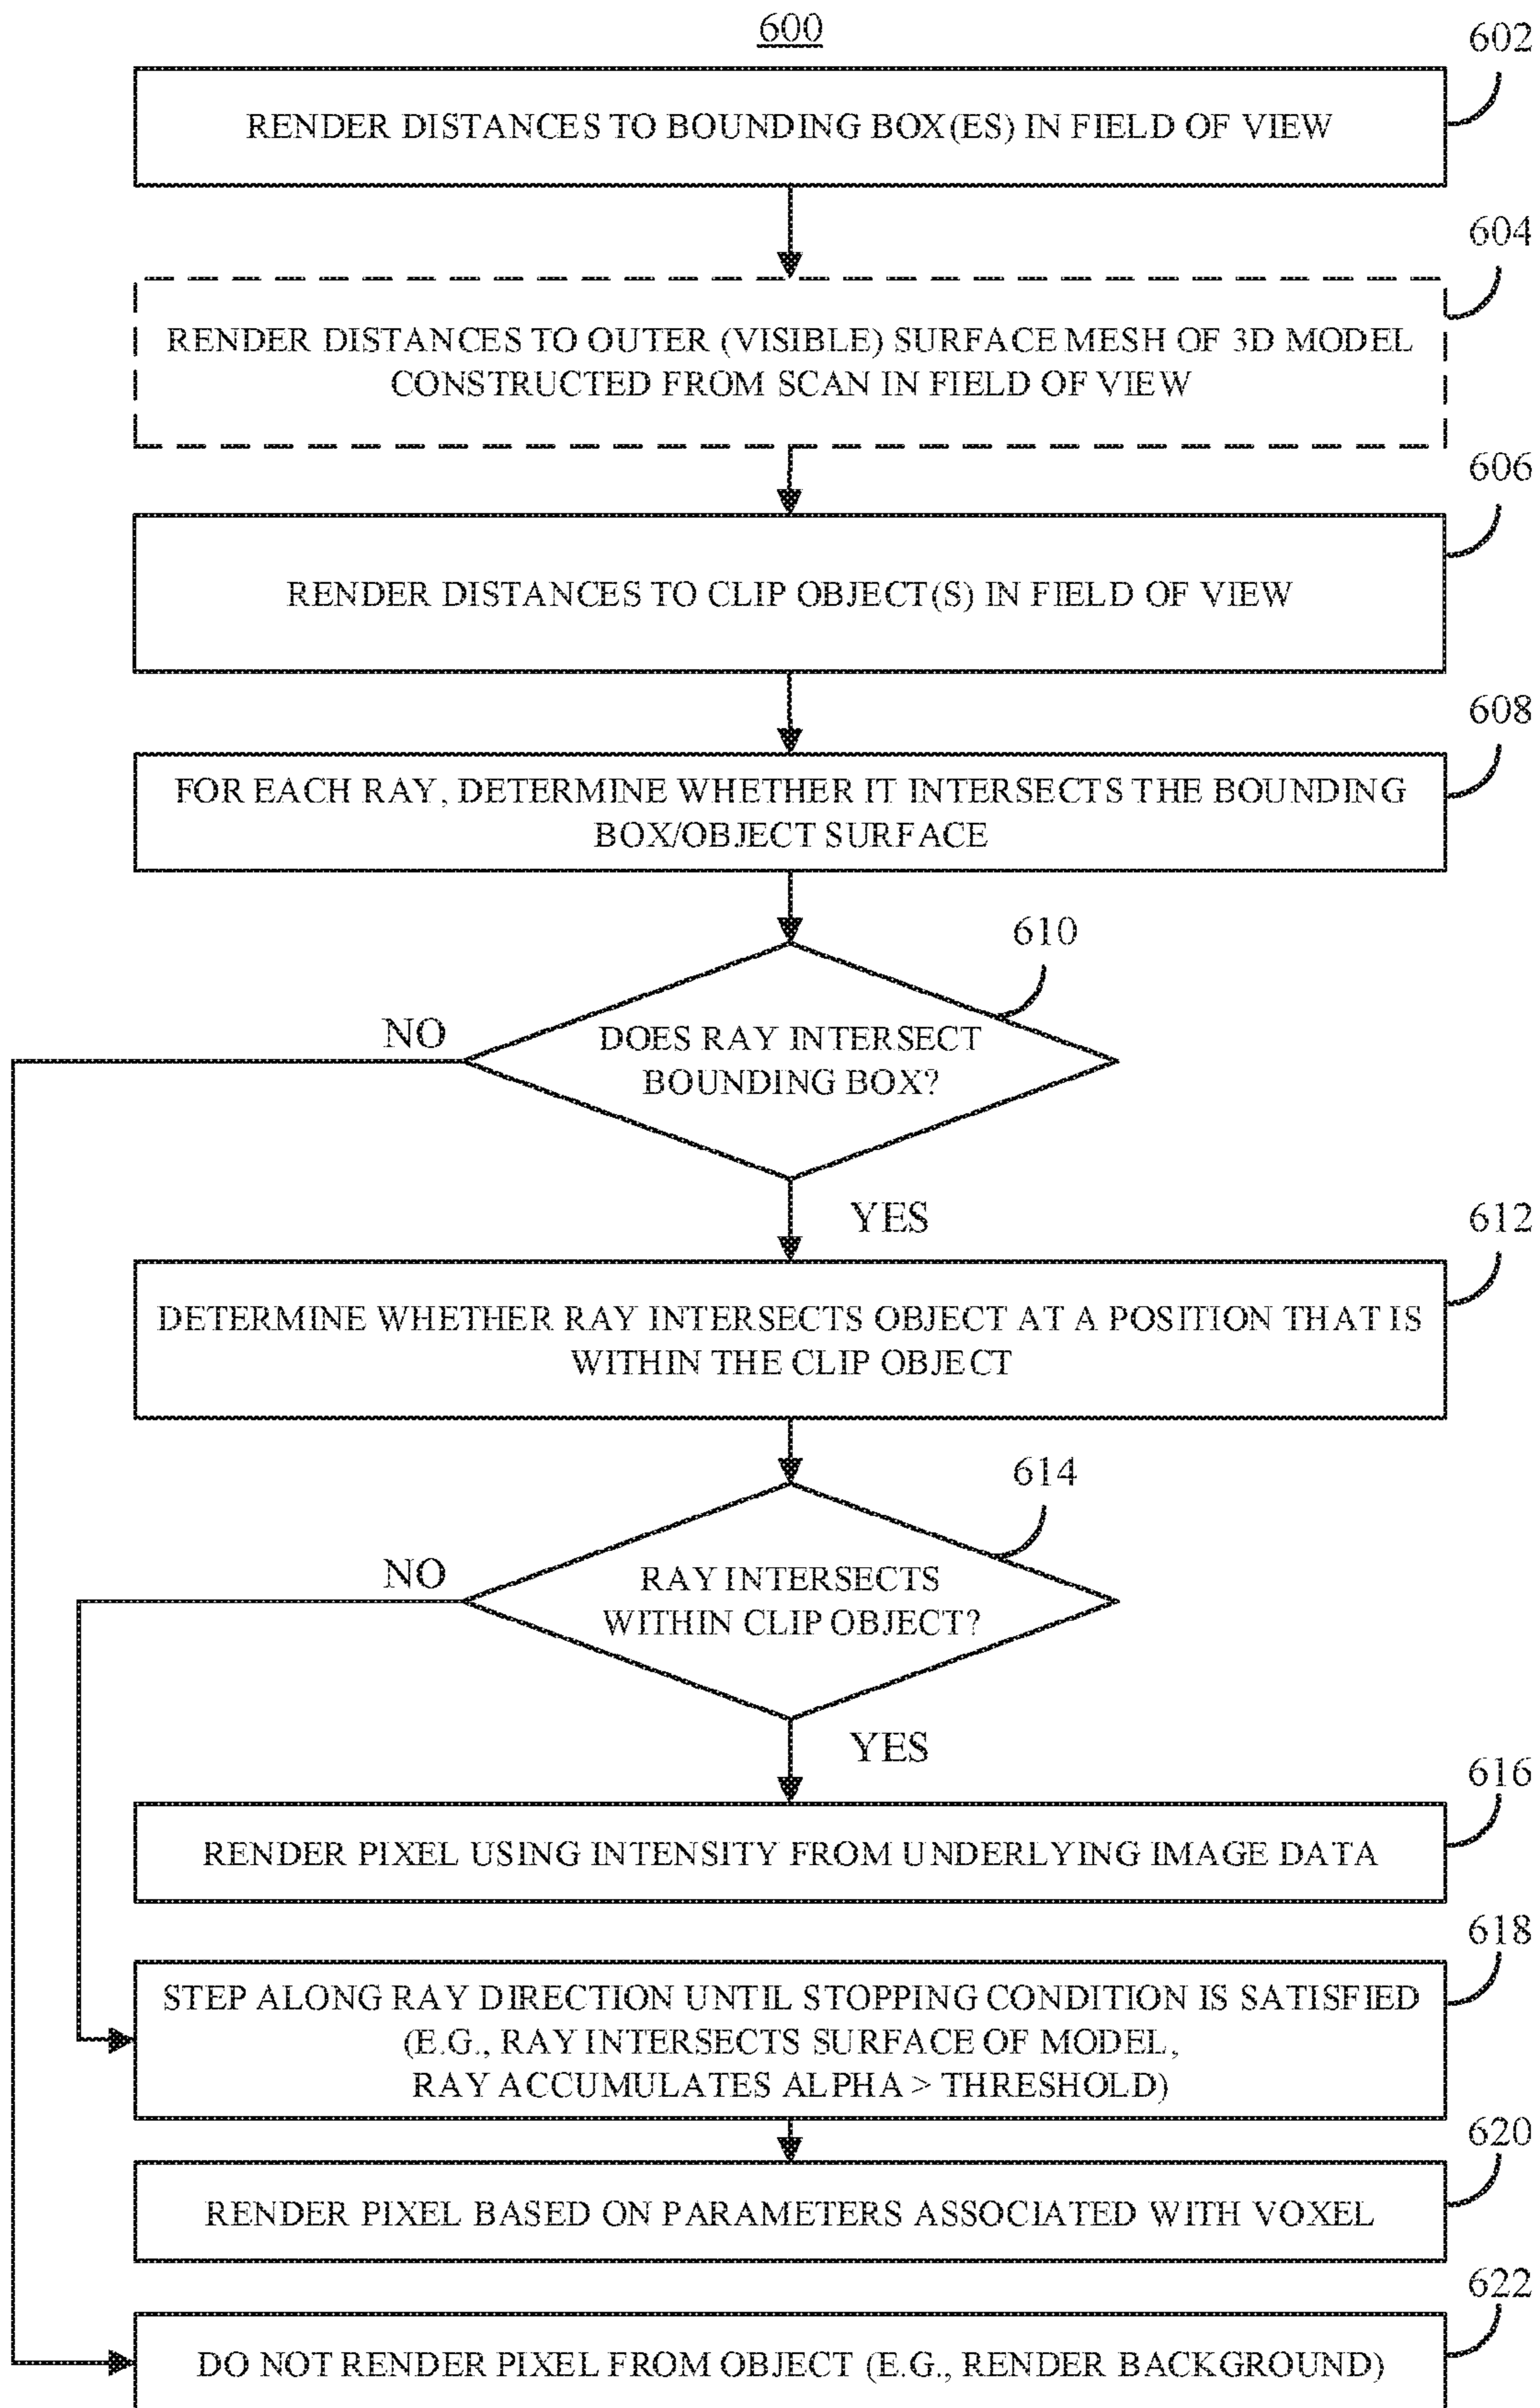 600
602
RENDER DISTANCES TO BOUNDING BOX(ES) IN FIELD OF VIEW
604
RENDER DISTANCES TO OUTER (VISIBLE) SURFACE MESH OF 3D MODEL
CONSTRUCTED FROM SCAN IN FIELD OF VIEW
606
RENDER DISTANCES TO CLIP OBJECT(S) IN FIELD OF VIEW
608
FOR EACH RAY, DETERMINE WHETHER IT INTERSECTS THE BOUNDING
BOX/OBJECT SURFACE
610
NO
DOES RAY INTERSECT
BOUNDING BOX?
YES
612
DETERMINE WHETHER RAY INTERSECTS OBJECT AT A POSITION THAT IS
WITHIN THE CLIP OBJECT
614
NO
RAY INTERSECTS
WITHIN CLIP OBJECT?
YES
616
RENDER PIXEL USING INTENSITY FROM UNDERLYING IMAGE DATA
618
STEP ALONG RAY DIRECTION UNTIL STOPPING CONDITION IS SATISFIED
(E.G., RAY INTERSECTS SURFACE OF MODEL,
RAY ACCUMULATES ALPHA > THRESHOLD)
620
RENDER PIXEL BASED ON PARAMETERS ASSOCIATED WITH VOXEL
622
DO NOT RENDER PIXEL FROM OBJECT (E.G., RENDER BACKGROUND)